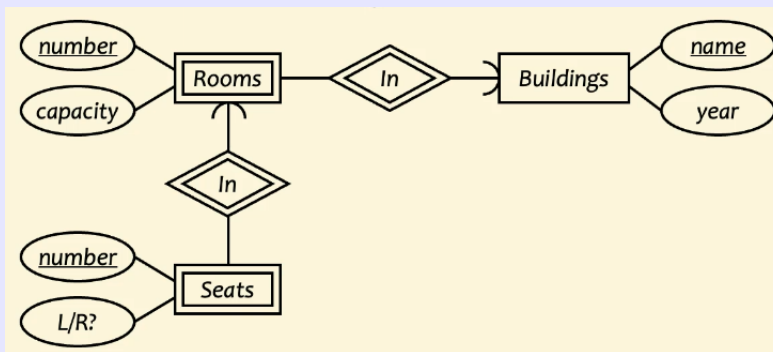 number
Rooms
In
Buildings
name
capacity
year
In
number
Seats
L/R?